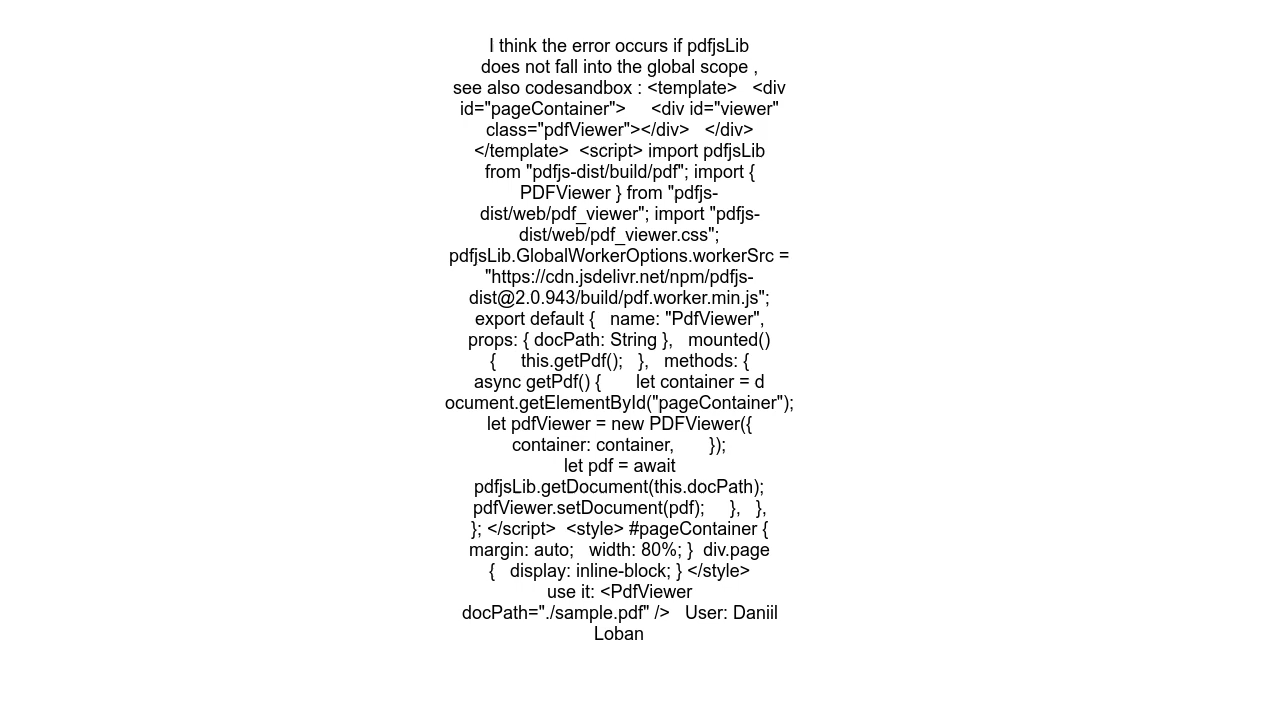 I think the error occurs if pdfjsLib
does not fall into the global scope ,
see also codesandbox : <template>   <div
id="pageContainer">     <div id="viewer"
class="pdfViewer"></div>   </div>
</template>  <script> import pdfjsLib
from "pdfjs-dist/build/pdf"; import {
PDFViewer } from "pdfjs-
dist/web/pdf_viewer"; import "pdfjs-
dist/web/pdf_viewer.css";
pdfjsLib.GlobalWorkerOptions.workerSrc =
"https://cdn.jsdelivr.net/npm/pdfjs-
dist@2.0.943/build/pdf.worker.min.js";
export default {   name: "PdfViewer",
props: { docPath: String },   mounted()
{     this.getPdf();   },   methods: {
async getPdf() {       let container = d
ocument.getElementById("pageContainer");
let pdfViewer = new PDFViewer({
container: container,       });
let pdf = await
pdfjsLib.getDocument(this.docPath);
pdfViewer.setDocument(pdf);     },   },
}; </script>  <style> #pageContainer {
margin: auto;   width: 80%; }  div.page
{   display: inline-block; } </style>
use it: <PdfViewer
docPath="./sample.pdf" />   User: Daniil
Loban